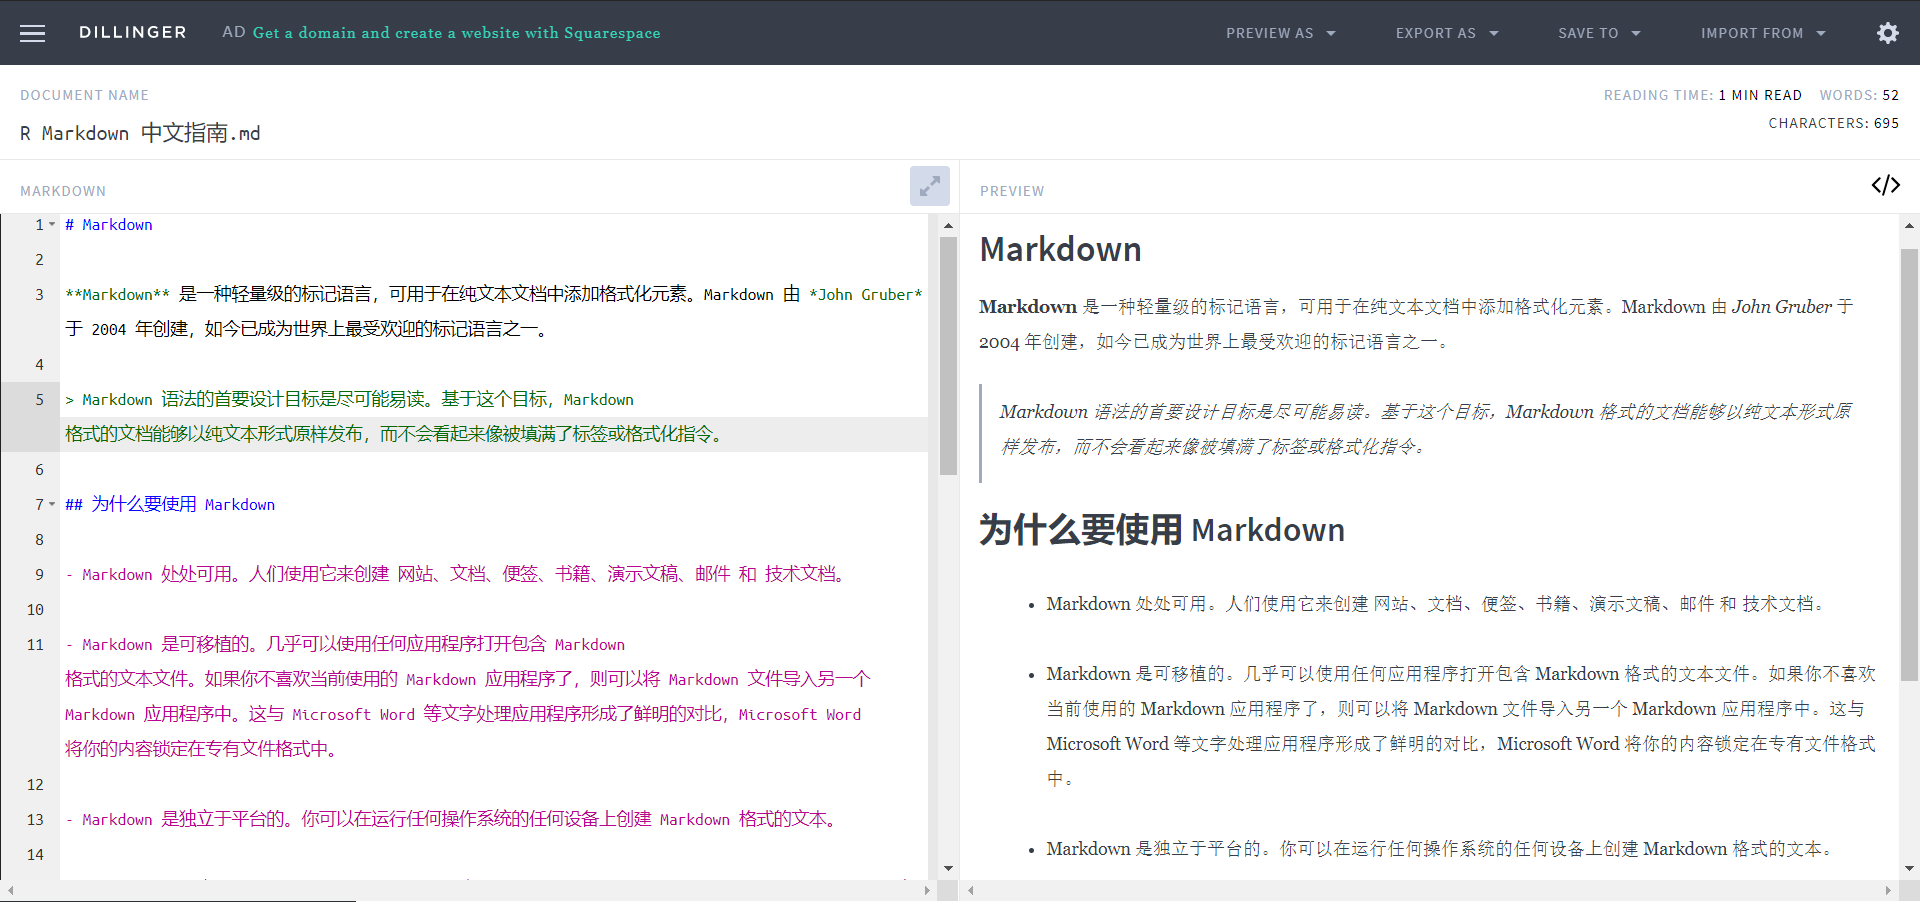 DILLINGER AD Get a domain and create a website with Squarespace PREVIEW AS EXPORT AS SAVE TO IMPORT FROM
DOCUMENT NAME
R Markdown 中文指南.md
READING TIME: 1 MIN READ WORDS: 52
CHARACTERS: 695
MARKDOWN
1 # Markdown
2
3 **Markdown** 是一种轻量级的标记语言，可用于在纯文本文档中添加格式化元素。Markdown 由 *John Gruber*
于 2004 年创建，如今已成为世界上最受欢迎的标记语言之一。
4
5 > Markdown 语法的首要设计目标是尽可能易读。基于这个目标，Markdown
格式的文档能够以纯文本形式原样发布，而不会看起来像被填满了标签或格式化指令。
6
7 ## 为什么要使用 Markdown
8
9 - Markdown 处处可用。人们使用它来创建 网站、文档、便签、书籍、演示文稿、邮件 和 技术文档。
10
11 - Markdown 是可移植的。几乎可以使用任何应用程序打开包含 Markdown
格式的文本文件。如果你不喜欢当前使用的 Markdown 应用程序了，则可以将 Markdown 文件导入另一个
Markdown 应用程序中。这与 Microsoft Word 等文字处理应用程序形成了鲜明的对比，Microsoft Word
将你的内容锁定在专有文件格式中。
12
13 - Markdown 是独立于平台的。你可以在运行任何操作系统的任何设备上创建 Markdown 格式的文本。
14
PREVIEW </>
Markdown
Markdown 是一种轻量级的标记语言，可用于在纯文本文档中添加格式化元素。Markdown 由 John Gruber 于
2004 年创建，如今已成为世界上最受欢迎的标记语言之一。
Markdown 语法的首要设计目标是尽可能易读。基于这个目标，Markdown 格式的文档能够以纯文本形式原
样发布，而不会看起来像被填满了标签或格式化指令。
为什么要使用 Markdown
• Markdown 处处可用。人们使用它来创建 网站、文档、便签、书籍、演示文稿、邮件 和 技术文档。
• Markdown 是可移植的。几乎可以使用任何应用程序打开包含 Markdown 格式的文本文件。如果你不喜欢
当前使用的 Markdown 应用程序了，则可以将 Markdown 文件导入另一个 Markdown 应用程序中。这与
Microsoft Word 等文字处理应用程序形成了鲜明的对比，Microsoft Word 将你的内容锁定在专有文件格式
中。
• Markdown 是独立于平台的。你可以在运行任何操作系统的任何设备上创建 Markdown 格式的文本。